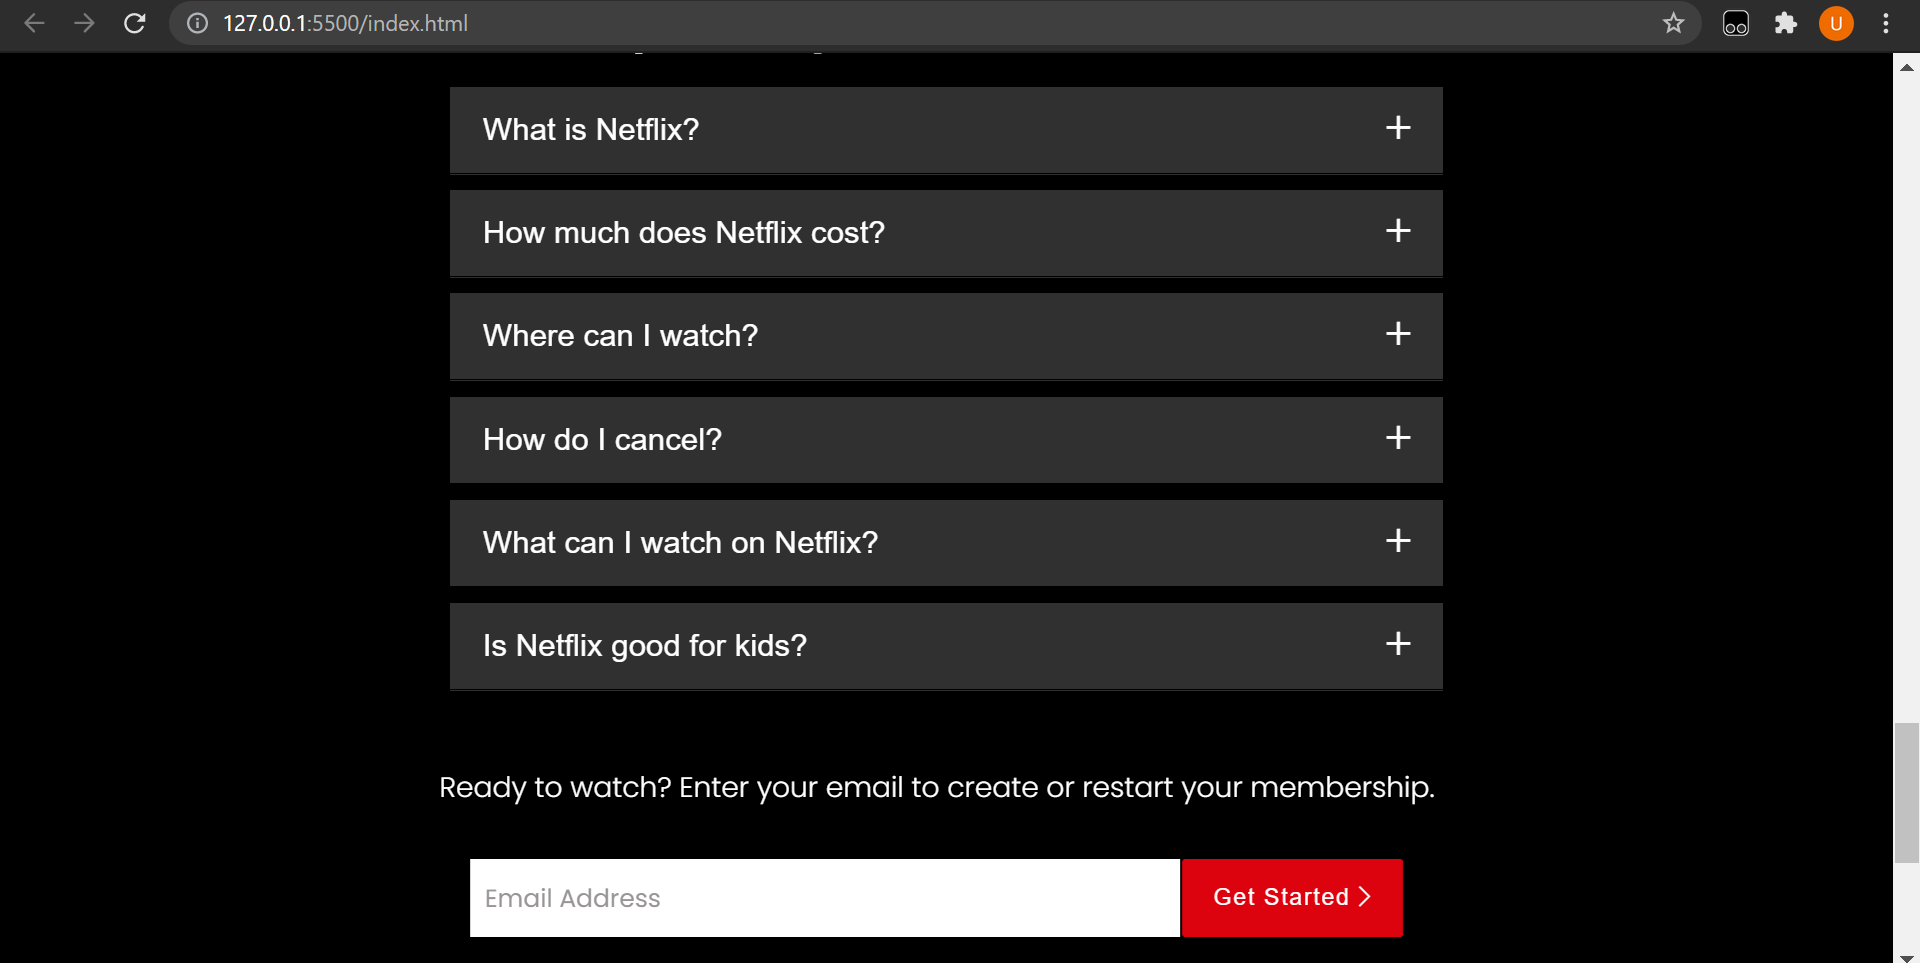 127.0.0.1:5500/index.html
U
What is Netflix?
How much does Netflix cost?
Where can I watch?
How do I cancel?
What can I watch on Netflix?
Is Netflix good for kids?
Ready to watch? Enter your email to create or restart your membership.
Email Address
Get Started